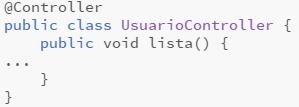 @Controller
public class UsuarioController {
    public void lista() {
...
    }
}